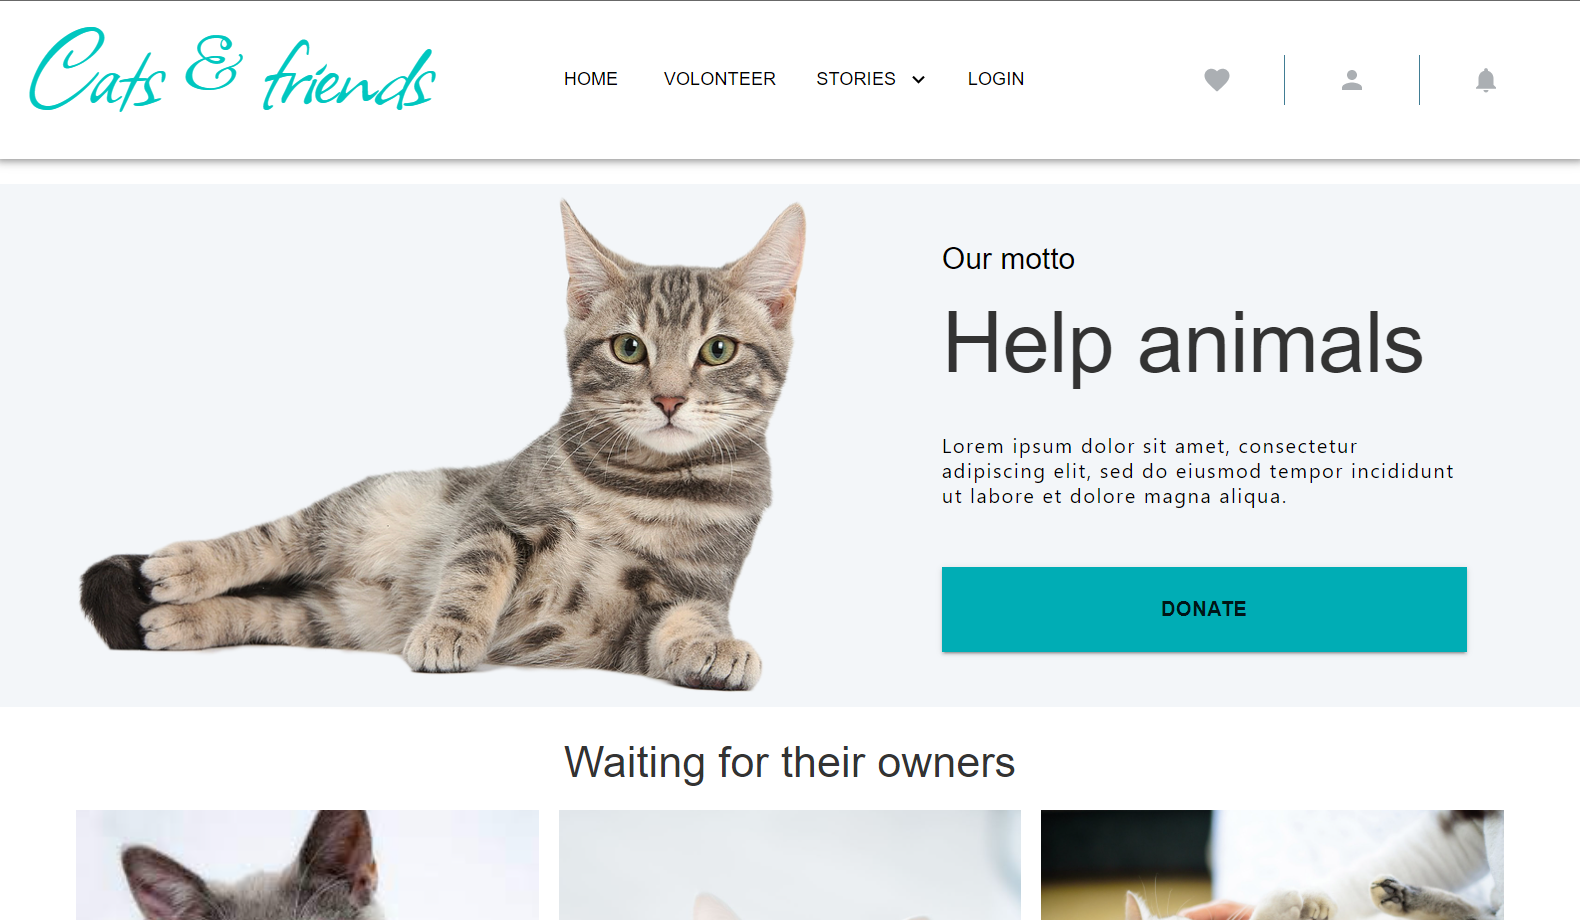 Cats & friends
HOME
VOLONTEER
STORIES
LOGIN
Our motto
Help animals
Lorem ipsum dolor sit amet, consectetur
adipiscing elit, sed do eiusmod tempor incididunt
ut labore et dolore magna aliqua.
DONATE
Waiting for their owners